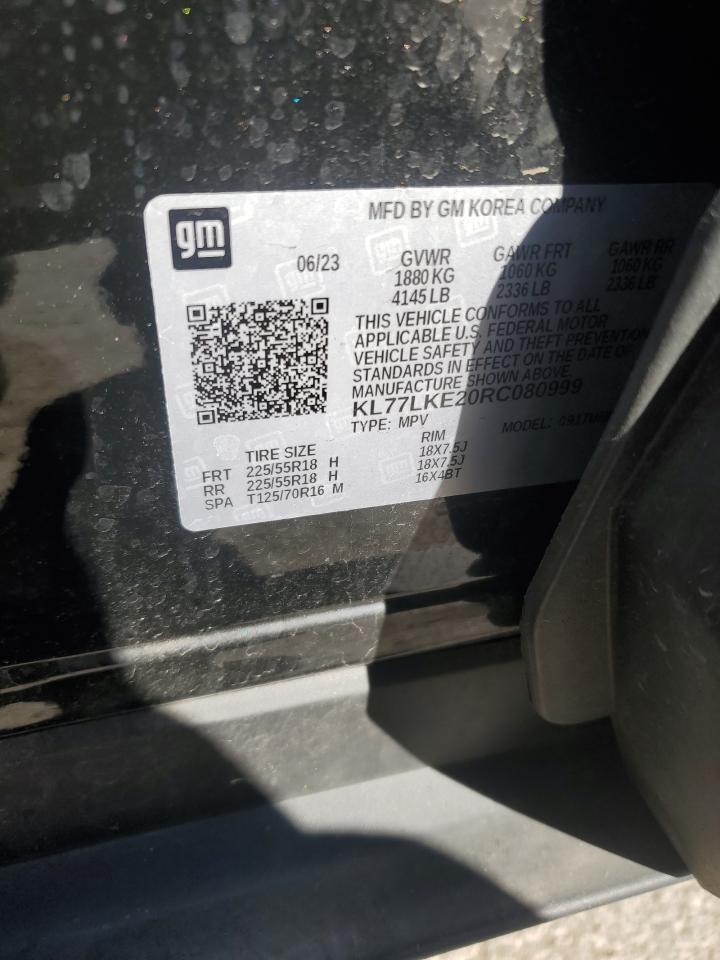 gm
MFD BY GM KOREA COMPANY
06/23
GVWR GAWR FRT GAWR RR
1880 KG 1060 KG 1060 KG
4145 LB 2336 LB 2336 LB
THIS VEHICLE CONFORMS TO ALL
APPLICABLE U.S. FEDERAL MOTOR
VEHICLE SAFETY AND THEFT PREVENTION
STANDARDS IN EFFECT ON THE DATE OF
MANUFACTURE SHOWN ABOVE.
KL77LKE20RC080999
TYPE: MPV MODEL:
TIRE SIZE RIM
FRT 225/55R18 H 18X7.5J
RR 225/55R18 H 18X7.5J
SPA T125/70R16 M 16X4BT